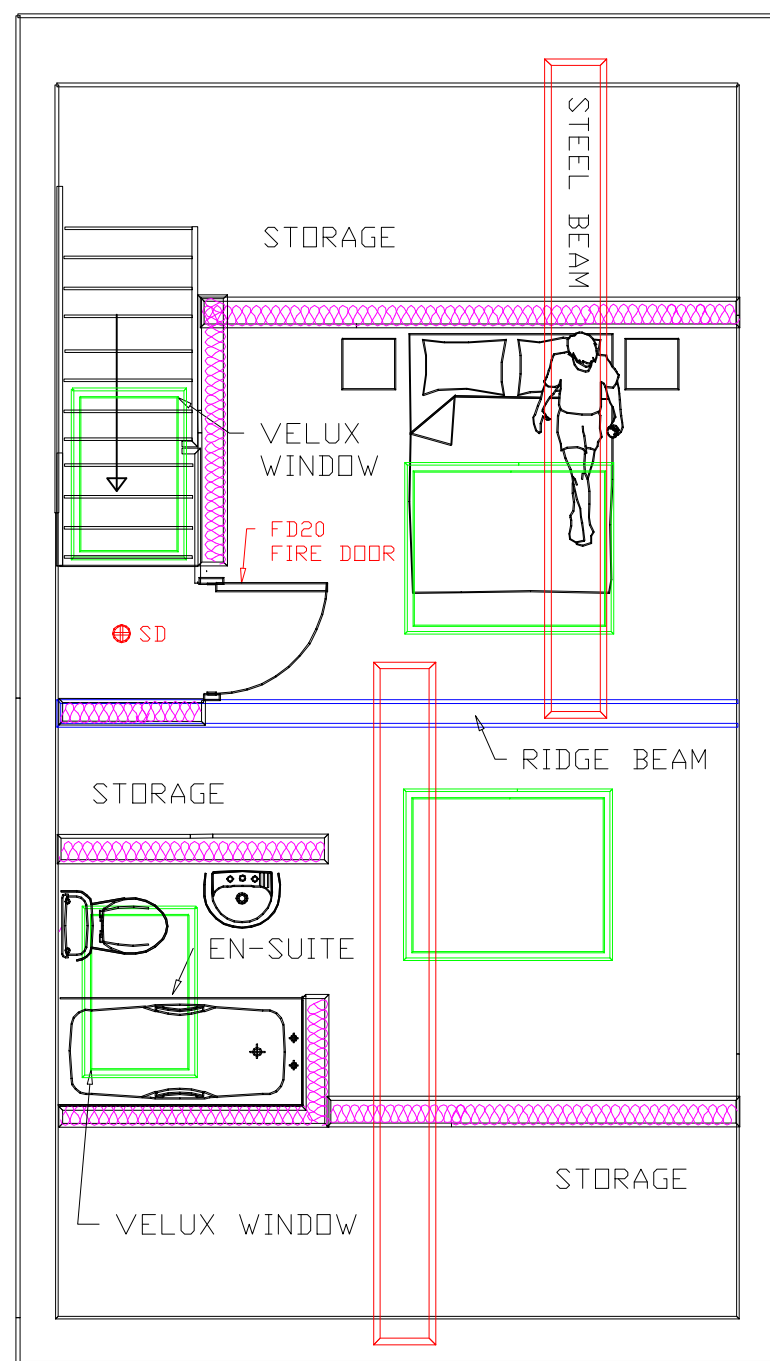 STEEL BEAM
STORAGE
VELUX
WINDOW
FD20
FIRE DOOR
SD
RIDGE BEAM
STORAGE
EN-SUITE
STORAGE
VELUX WINDOW